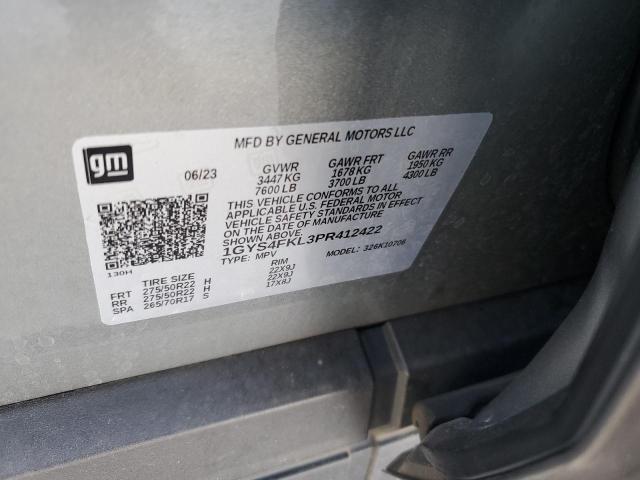 gm
MFD BY GENERAL MOTORS LLC
06/23 GVWR GAWR FRT GAWR RR
3447 KG 1678 KG 1950 KG
7600 LB 3700 LB 4300 LB
THIS VEHICLE CONFORMS TO ALL
APPLICABLE U.S. FEDERAL MOTOR
VEHICLE SAFETY STANDARDS IN EFFECT
ON THE DATE OF MANUFACTURE
SHOWN ABOVE.
1GYS4FKL3PR412422
TYPE: MPV MODEL: 326K10706
130H
TIRE SIZE RIM
FRT 275/50R22 H 22X9J
RR 275/50R22 H 22X9J
SPA 265/70R17 S 17X8J